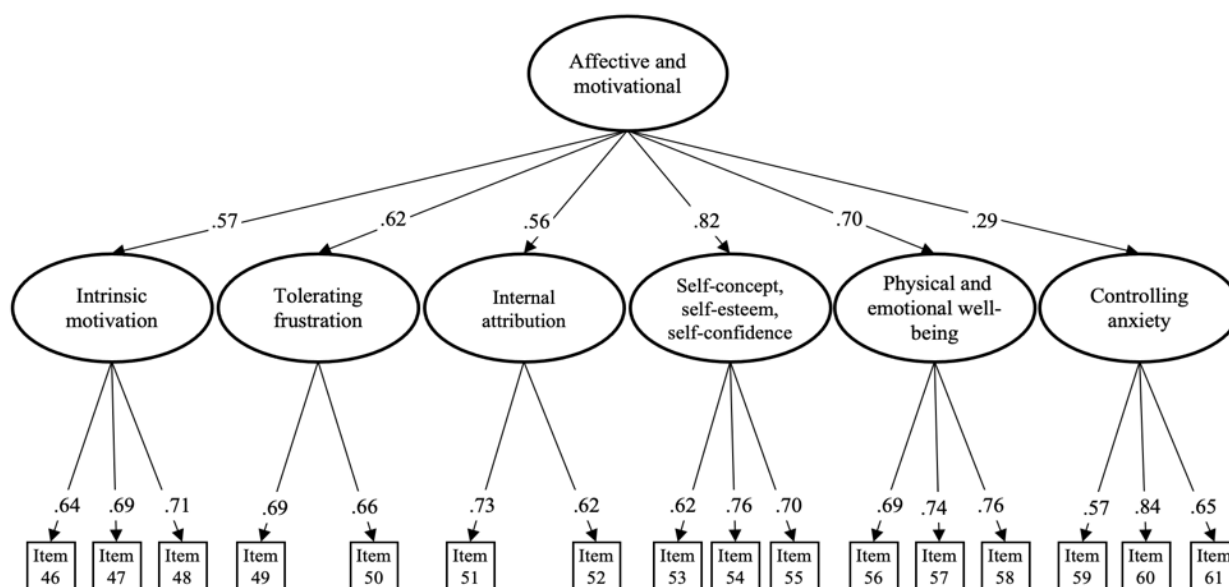 Affective and
motivational
.57
.62
.56
.82
.70
.29
Intrinsic
motivation
Tolerating
frustration
Internal
attribution
Self-concept,
self-esteem,
self-confidence
Physical and
emotional well-
being
Controlling
anxiety
.64
.69
.71
.69
.66
.73
.62
.62
.76
.70
.69
.74
.76
.57
.84
.65
Item
46
Item
47
Item
48
Item
49
Item
50
Item
51
Item
52
Item
53
Item
54
Item
55
Item
56
Item
57
Item
58
Item
59
Item
60
Item
61